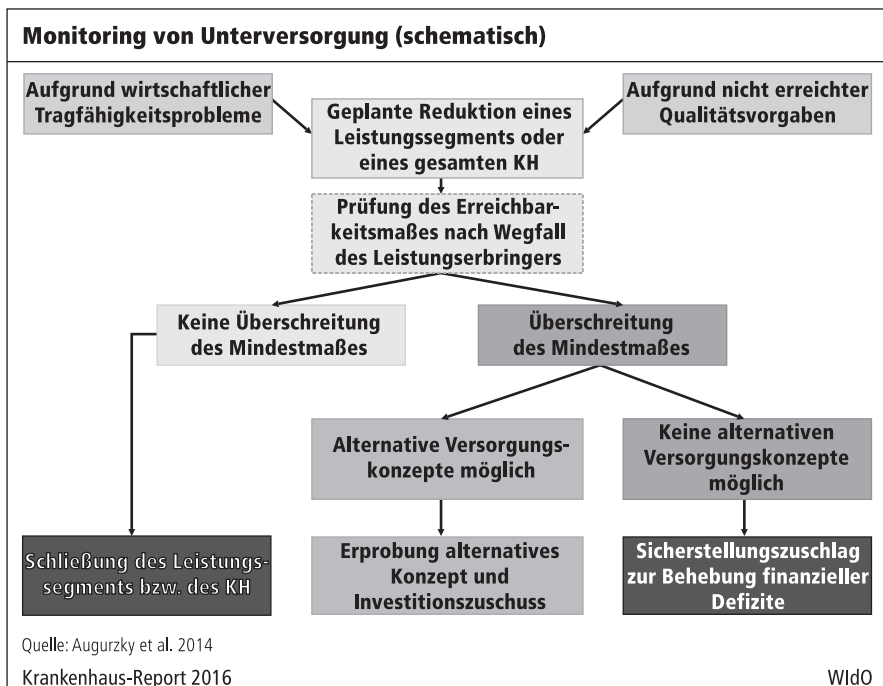 Monitoring von Unterversorgung (schematisch)
Aufgrund wirtschaftlicher
Tragfähigkeitsprobleme
Geplante Reduktion eines
Leistungssegments oder
eines gesamten KH
Aufgrund nicht erreichter
Qualitätsvorgaben
Prüfung des Erreichbar-
keitsmaßes nach Wegfall
des Leistungserbringers
Keine Überschreitung
des Mindestmaßes
Überschreitung
des Mindestmaßes
Alternative Versorgungs-
konzepte möglich
Keine alternativen
Versorgungskonzepte
möglich
Schließung des Leistungs-
segments bzw. des KH
Erprobung alternatives
Konzept und
Investitionszuschuss
Sicherstellungszuschlag
zur Behebung finanzieller
Defizite
Quelle: Augurzky et al. 2014
Krankenhaus-Report 2016
WIdO